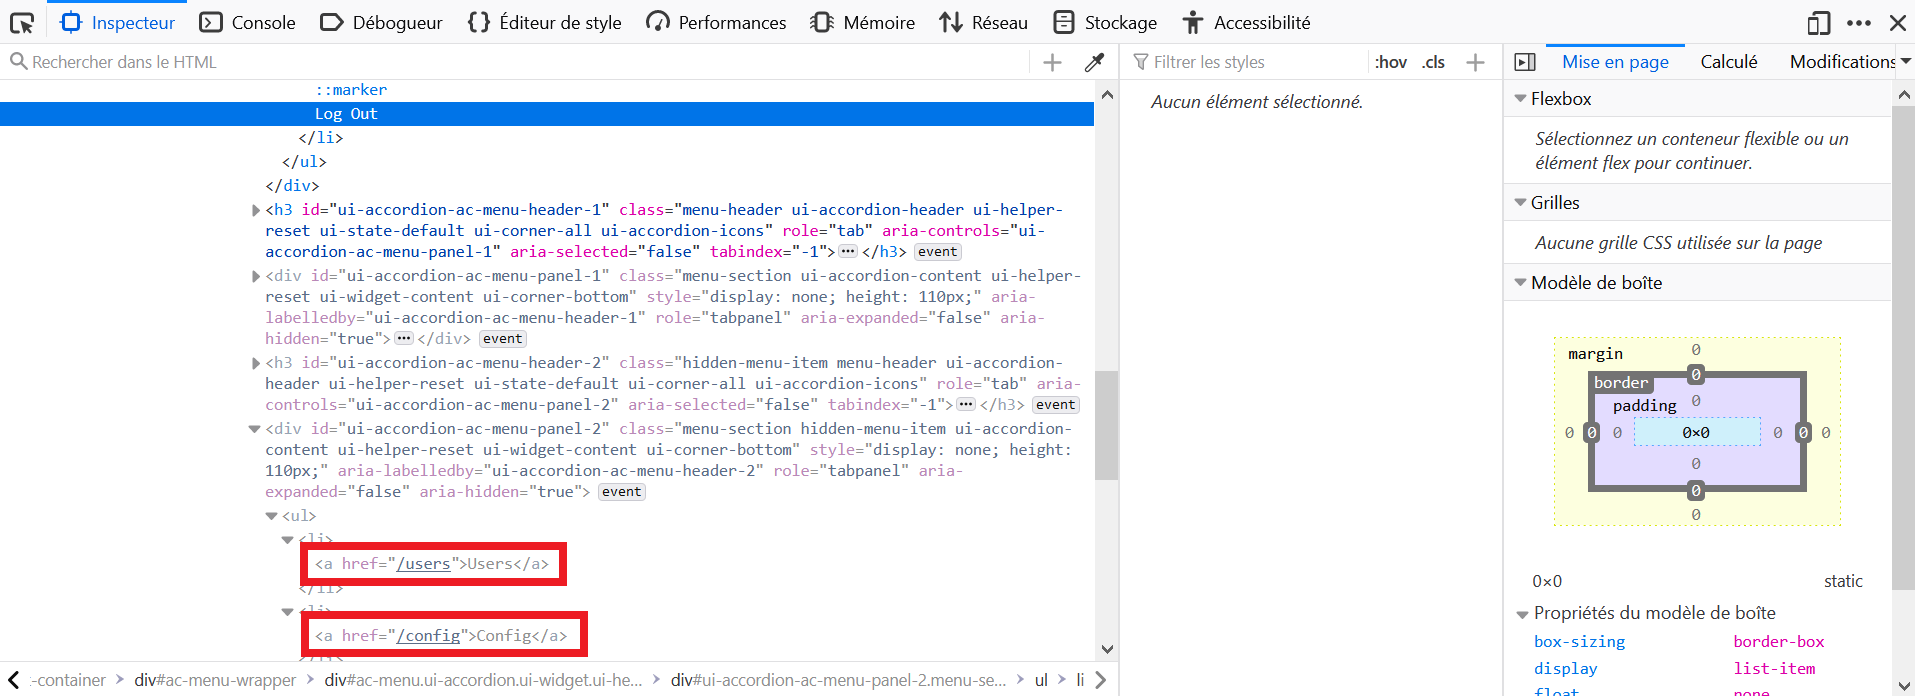 Inspecteur Console Débogueur Éditeur de style Performances Mémoire Réseau Stockage Accessibilité
Rechercher dans le HTML
Filtrer les styles :hov .cls
Mise en page Calculé Modifications
::marker
Log Out
</li>
</ul>
</div>
<h3 id="ui-accordion-ac-menu-header-1" class="menu-header ui-accordion-header ui-helper-
reset ui-state-default ui-corner-all ui-accordion-icons" role="tab" aria-controls="ui-
accordion-ac-menu-panel-1" aria-selected="false" tabindex="-1">···</h3> event
<div id="ui-accordion-ac-menu-panel-1" class="menu-section ui-accordion-content ui-helper-
reset ui-widget-content ui-corner-bottom" style="display: none; height: 110px;" aria-
labelledby="ui-accordion-ac-menu-header-1" role="tabpanel" aria-expanded="false" aria-
hidden="true">···</div> event
<h3 id="ui-accordion-ac-menu-header-2" class="hidden-menu-item menu-header ui-accordion-
header ui-helper-reset ui-state-default ui-corner-all ui-accordion-icons" role="tab" aria-
controls="ui-accordion-ac-menu-panel-2" aria-selected="false" tabindex="-1">···</h3> event
<div id="ui-accordion-ac-menu-panel-2" class="menu-section hidden-menu-item ui-accordion-
content ui-helper-reset ui-widget-content ui-corner-bottom" style="display: none; height:
110px;" aria-labelledby="ui-accordion-ac-menu-header-2" role="tabpanel" aria-
expanded="false" aria-hidden="true"> event
<ul>
<li>
<a href="/users">Users</a>
</li>
<li>
<a href="/config">Config</a>
</li>
-container div#ac-menu-wrapper div#ac-menu.ui-accordion.ui-widget.ui-he... div#ui-accordion-ac-menu-panel-2.menu-se... ul li
Aucun élément sélectionné.
Flexbox
Sélectionnez un conteneur flexible ou un
élément flex pour continuer.
Grilles
Aucune grille CSS utilisée sur la page
Modèle de boîte
margin 0
border 0
padding 0
0 0 0 0×0 0 0 0
0
0
0
0×0 static
Propriétés du modèle de boîte
box-sizing border-box
display list-item
float none